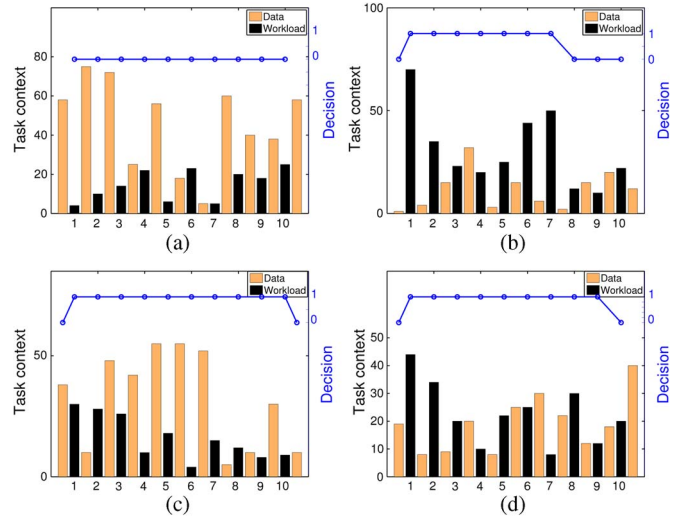 Data
Workload
80
60
40
20
0
Task context
1 2 3 4 5 6 7 8 9 10
1
0
Decision
(a)
Data
Workload
100
50
0
Task context
1 2 3 4 5 6 7 8 9 10
1
0
Decision
(b)
Data
Workload
50
0
Task context
1 2 3 4 5 6 7 8 9 10
1
0
Decision
(c)
Data
Workload
50
40
30
20
10
0
Task context
1 2 3 4 5 6 7 8 9 10
1
0
Decision
(d)